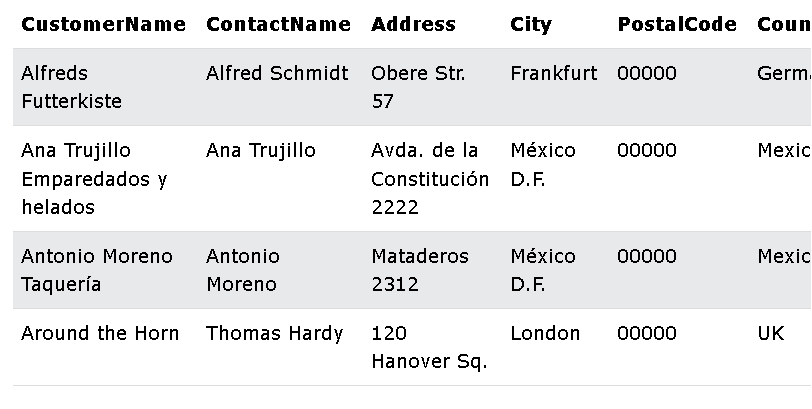 CustomerName ContactName Address City PostalCode Coun
Alfreds Alfred Schmidt Obere Str. Frankfurt 00000 Germa
Futterkiste 57
Ana Trujillo Ana Trujillo Avda. de la México 00000 Mexic
Emparedados y Constitución D.F.
helados 2222
Antonio Moreno Antonio Mataderos México 00000 Mexic
Taquería Moreno 2312 D.F.
Around the Horn Thomas Hardy 120 London 00000 UK
Hanover Sq.